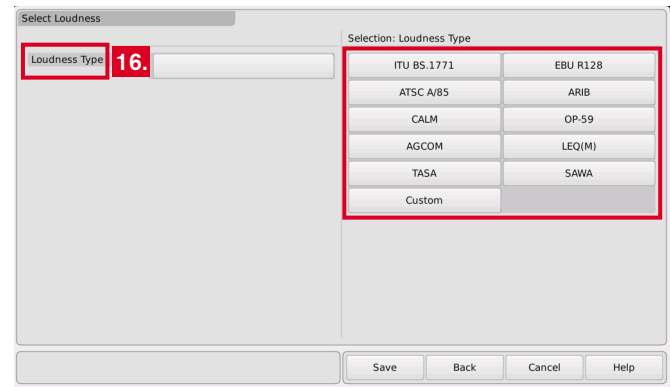 Select Loudness
Selection: Loudness Type
Loudness Type 16.
ITU BS.1771 EBU R128
ATSC A/85 ARIB
CALM OP-59
AGCOM LEQ(M)
TASA SAWA
Custom
Save Back Cancel Help